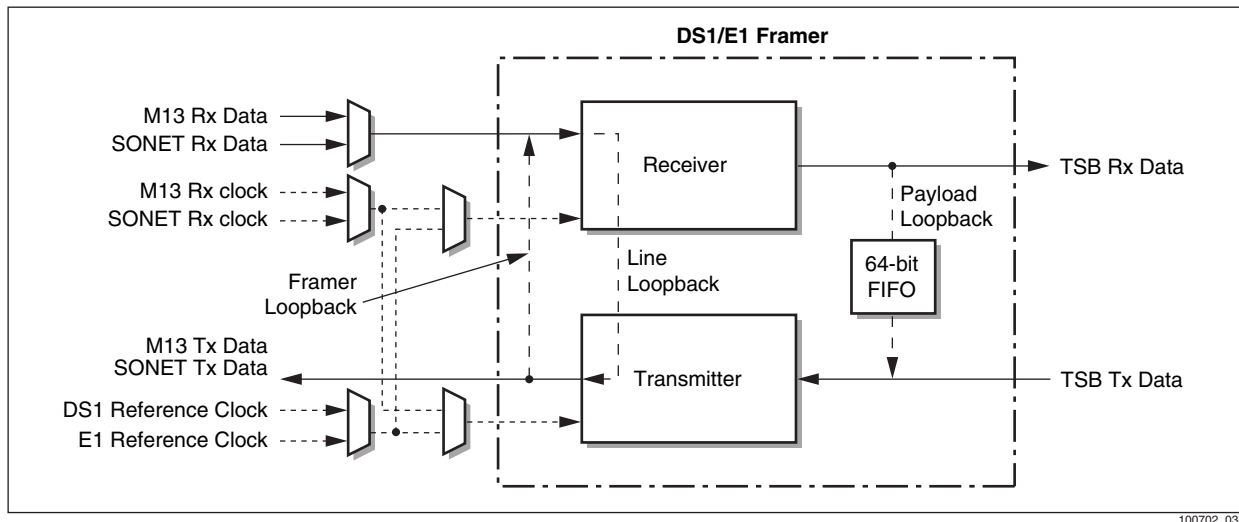 DS1/E1 Framer
M13 Rx Data
SONET Rx Data
M13 Rx clock
SONET Rx clock
Receiver
TSB Rx Data
Payload
Loopback
64-bit
FIFO
Line
Loopback
Framer
Loopback
M13 Tx Data
SONET Tx Data
DS1 Reference Clock
E1 Reference Clock
Transmitter
TSB Tx Data